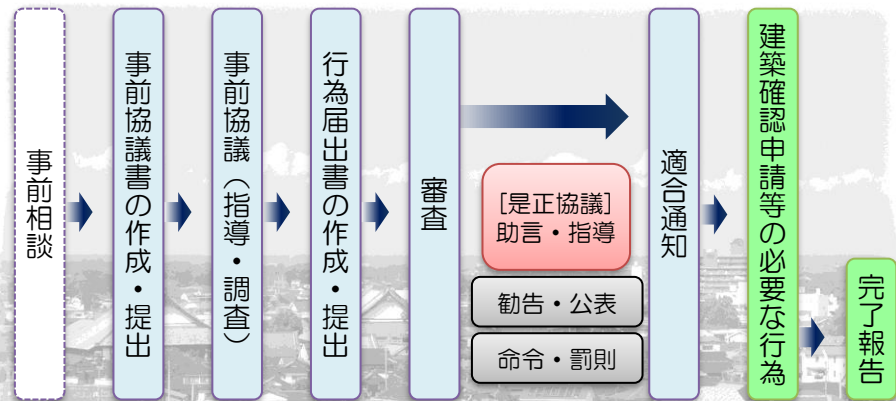 事前相談
事前協議書の作成・提出
事前協議（指導・調査）
行為届出書の作成・提出
審査
［是正協議］
助言・指導
勧告・公表
命令・罰則
適合通知
建築確認申請等の必要な行為
完了報告